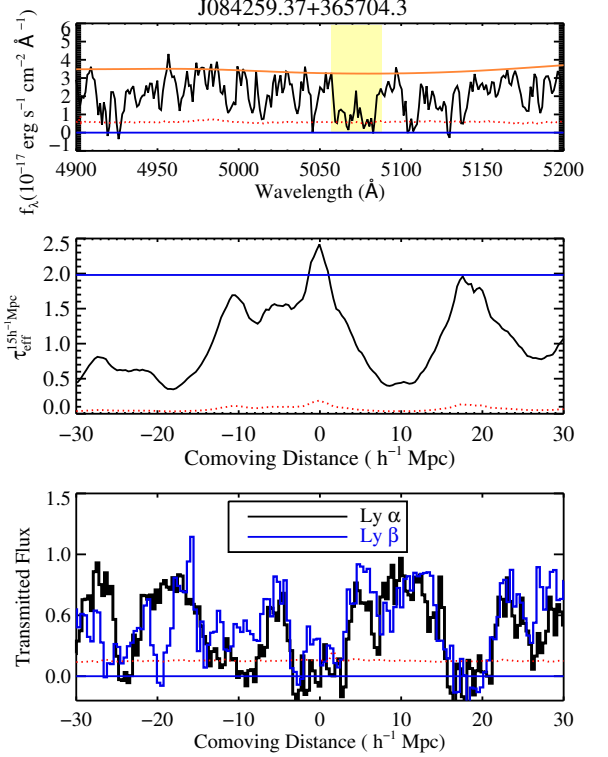 J084259.37+365704.3
f_λ(10⁻¹⁷ erg s⁻¹ cm⁻² Å⁻¹)
6
5
4
3
2
1
0
−1
4900 4950 5000 5050 5100 5150 5200
Wavelength (Å)
τ_eff^{15h⁻¹Mpc}
2.5
2.0
1.5
1.0
0.5
0.0
−30 −20 −10 0 10 20 30
Comoving Distance ( h⁻¹ Mpc)
Transmitted Flux
1.5
1.0
0.6
0.0
Ly α
Ly β
−30 −20 −10 0 10 20 30
Comoving Distance ( h⁻¹ Mpc)